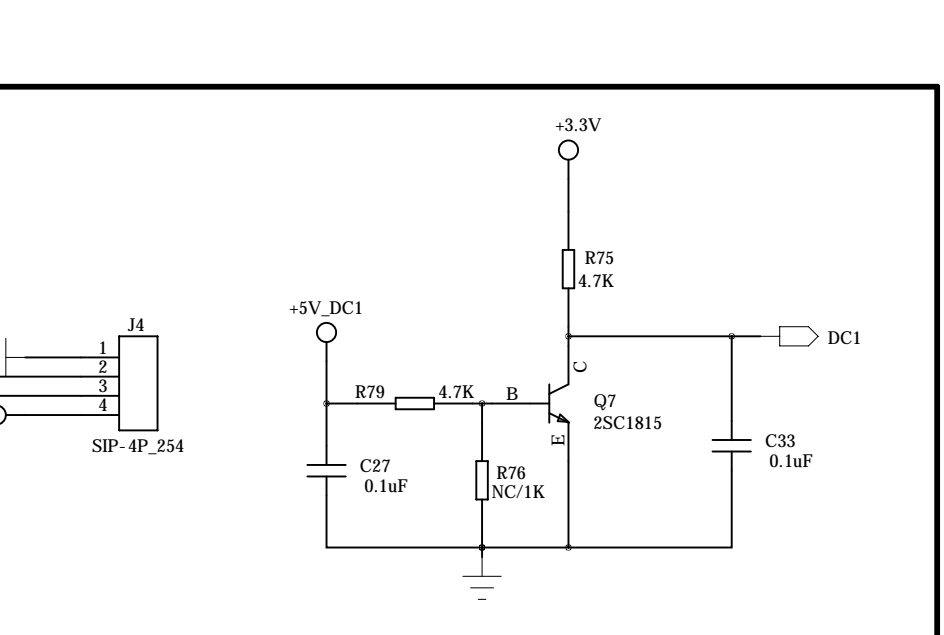 +3.3V
R75
4.7K
+5V_DC1
J4
1
2
3
4
SIP-4P_254
DC1
C
R79
4.7K
B
Q7
2SC1815
E
C27
0.1uF
R76
NC/1K
C33
0.1uF